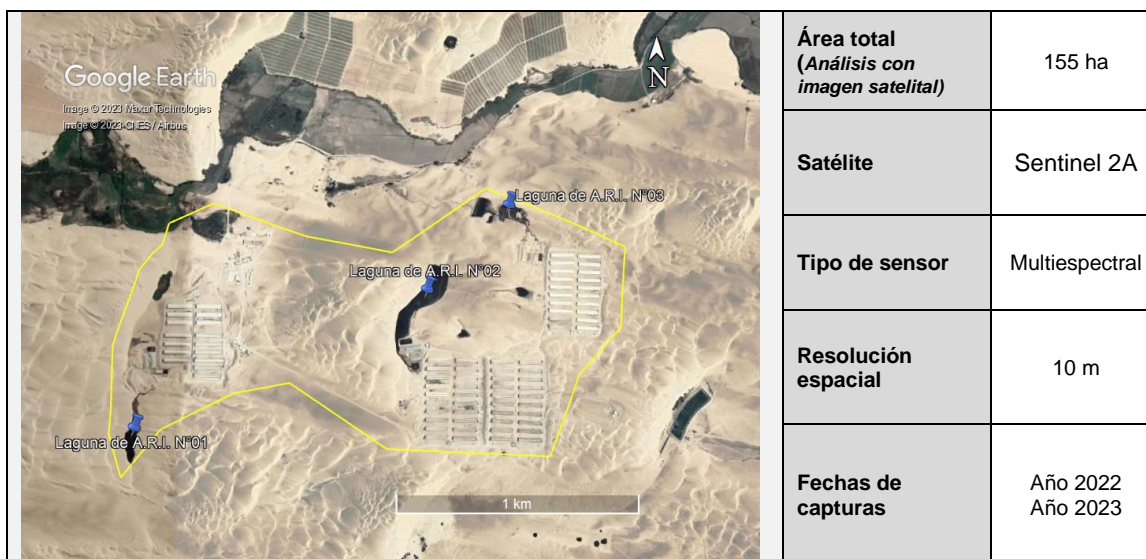 Google Earth
Image © 2023 Maxar Technologies
Image © 2023 CNES / Airbus
N
Laguna de A.R.I. N°03
Laguna de A.R.I. N°02
Laguna de A.R.I. N°01
1 km
Área total
(Análisis con
imagen satelital)
155 ha
Satélite
Sentinel 2A
Tipo de sensor
Multiespectral
Resolución
espacial
10 m
Fechas de
capturas
Año 2022
Año 2023